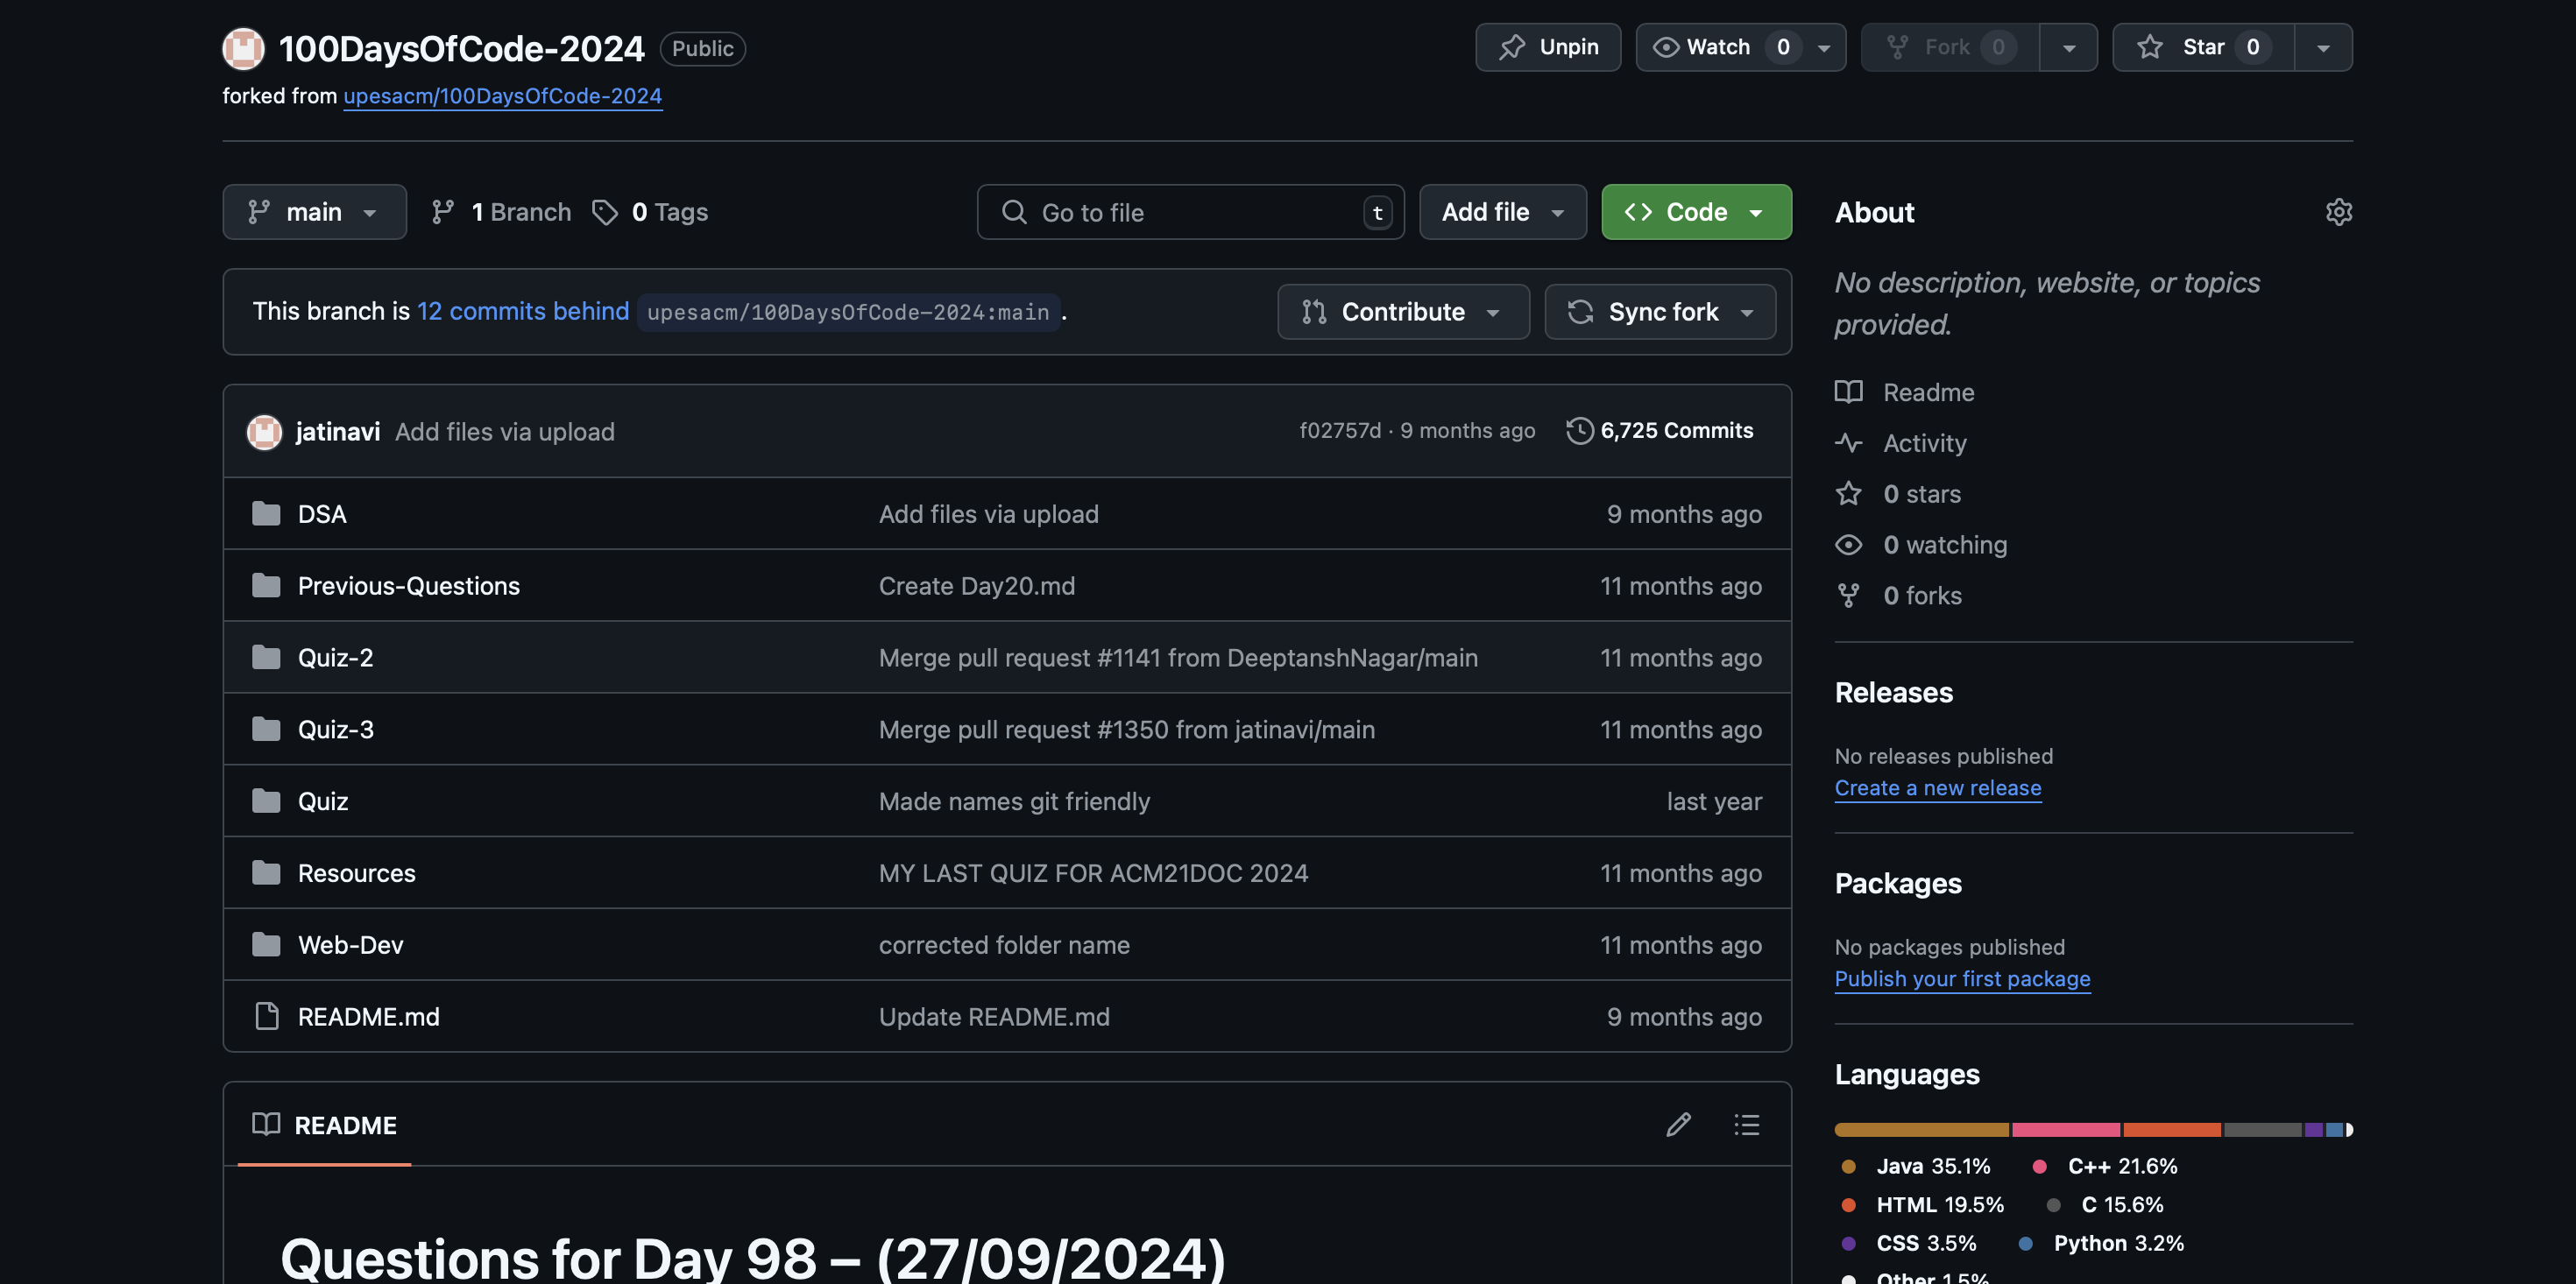 100DaysOfCode-2024 Public Unpin Watch 0 Fork 0 Star 0
forked from upesacm/100DaysOfCode-2024
main 1 Branch 0 Tags Go to file t Add file Code
This branch is 12 commits behind upesacm/100DaysOfCode-2024:main . Contribute Sync fork
jatinavi Add files via upload f02757d · 9 months ago 6,725 Commits
DSA Add files via upload 9 months ago
Previous-Questions Create Day20.md 11 months ago
Quiz-2 Merge pull request #1141 from DeeptanshNagar/main 11 months ago
Quiz-3 Merge pull request #1350 from jatinavi/main 11 months ago
Quiz Made names git friendly last year
Resources MY LAST QUIZ FOR ACM21DOC 2024 11 months ago
Web-Dev corrected folder name 11 months ago
README.md Update README.md 9 months ago
README
Questions for Day 98 – (27/09/2024)
About
No description, website, or topics
provided.
Readme
Activity
0 stars
0 watching
0 forks
Releases
No releases published
Create a new release
Packages
No packages published
Publish your first package
Languages
Java 35.1% C++ 21.6%
HTML 19.5% C 15.6%
CSS 3.5% Python 3.2%
Other 1.5%